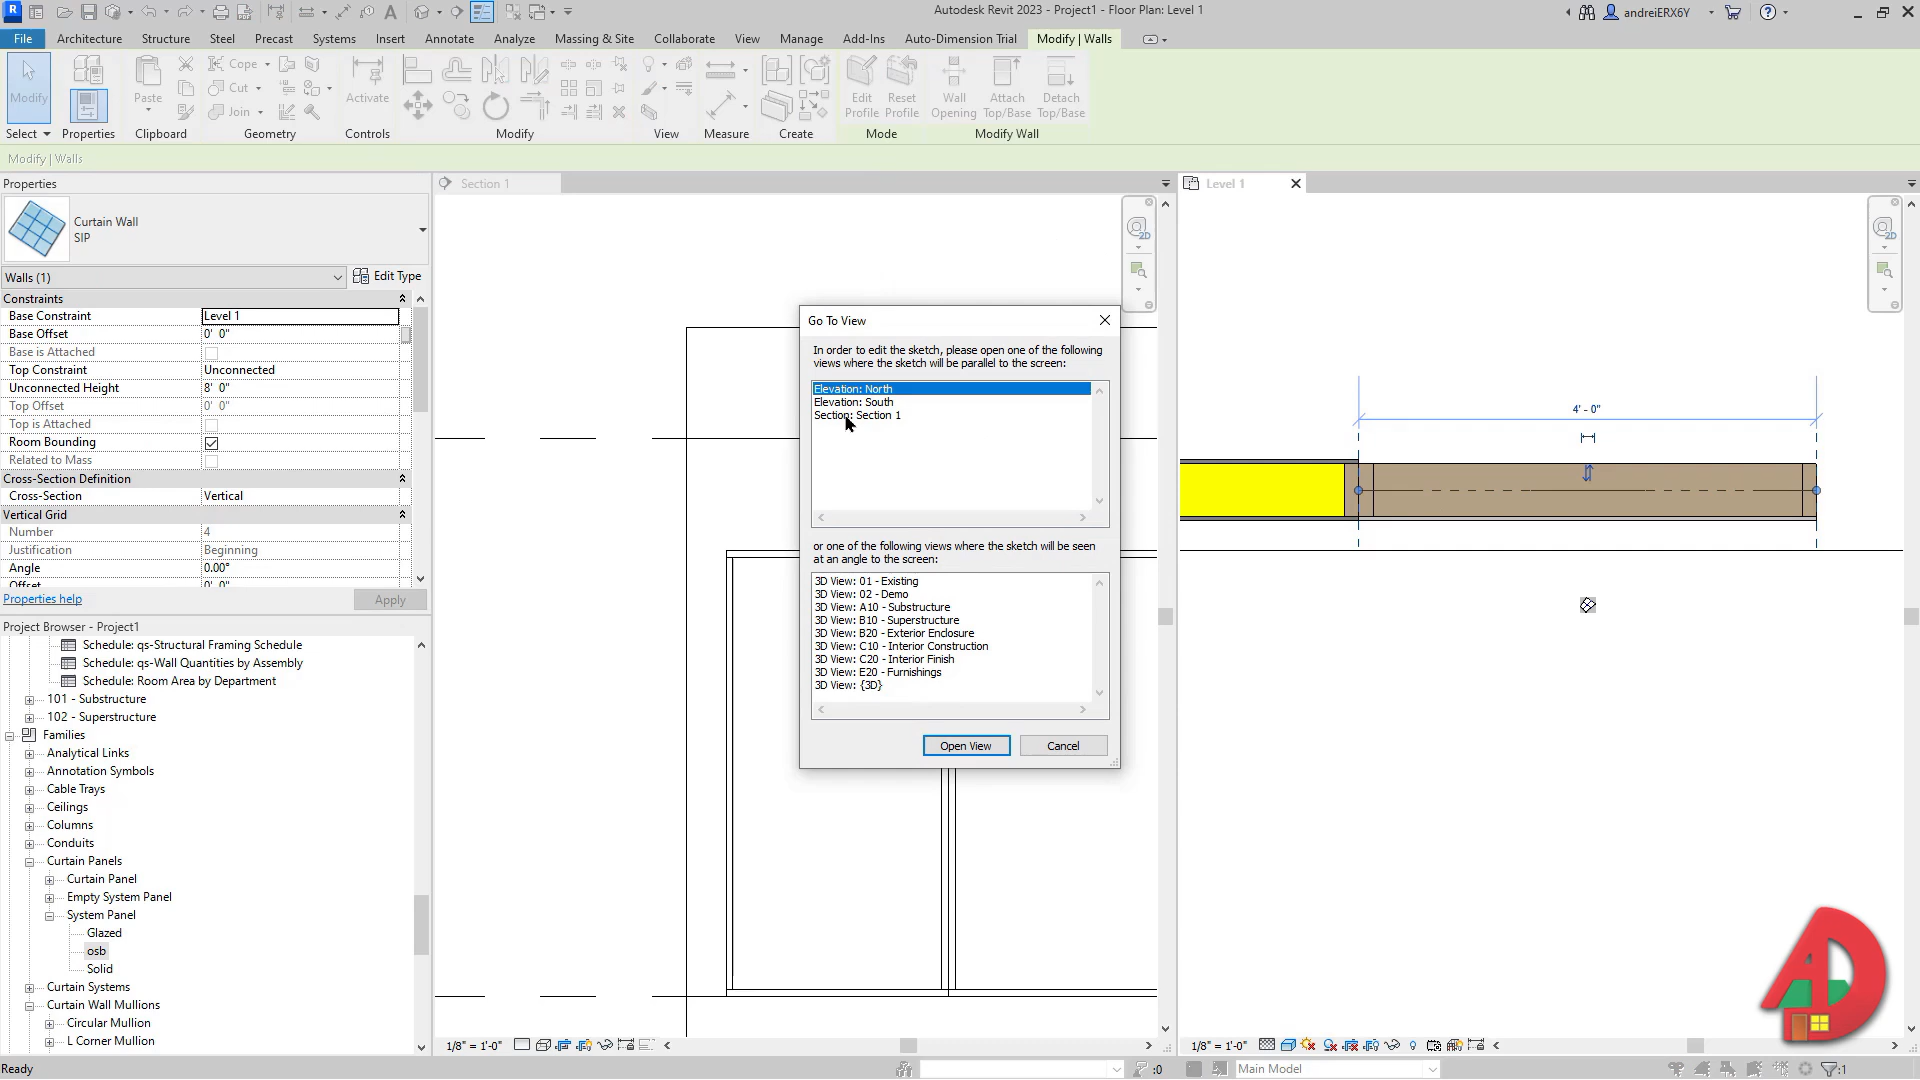 Autodesk Revit 2023 - Project1 - Floor Plan: Level 1
andreiERX6Y
File Architecture Structure Steel Precast Systems Insert Annotate Analyze Massing & Site Collaborate View Manage Add-Ins Auto-Dimension Trial Modify | Walls
Modify
Paste
Cope
Cut
Join
Activate
Edit Profile
Reset Profile
Wall Opening
Attach Top/Base
Detach Top/Base
Select Properties Clipboard Geometry Controls Modify View Measure Create Mode Modify Wall
Modify | Walls
Properties
Curtain Wall
SIP
Walls (1)
Edit Type
Constraints
Base Constraint Level 1
Base Offset 0' 0"
Base is Attached
Top Constraint Unconnected
Unconnected Height 8' 0"
Top Offset 0' 0"
Top is Attached
Room Bounding
Related to Mass
Cross-Section Definition
Cross-Section Vertical
Vertical Grid
Number 4
Justification Beginning
Angle 0.00°
Offset 0' 0"
Properties help
Apply
Project Browser - Project1
Schedule: qs-Structural Framing Schedule
Schedule: qs-Wall Quantities by Assembly
Schedule: Room Area by Department
101 - Substructure
102 - Superstructure
Families
Analytical Links
Annotation Symbols
Cable Trays
Ceilings
Columns
Conduits
Curtain Panels
Curtain Panel
Empty System Panel
System Panel
Glazed
osb
Solid
Curtain Systems
Curtain Wall Mullions
Circular Mullion
L Corner Mullion
Section 1
Level 1
2D
2D
Go To View
In order to edit the sketch, please open one of the following
views where the sketch will be parallel to the screen:
Elevation: North
Elevation: South
Section: Section 1
or one of the following views where the sketch will be seen
at an angle to the screen:
3D View: 01 - Existing
3D View: 02 - Demo
3D View: A10 - Substructure
3D View: B10 - Superstructure
3D View: B20 - Exterior Enclosure
3D View: C10 - Interior Construction
3D View: C20 - Interior Finish
3D View: E20 - Furnishings
3D View: {3D}
Open View
Cancel
4' - 0"
1/8" = 1'-0"
1/8" = 1'-0"
Ready
:0
Main Model
:1